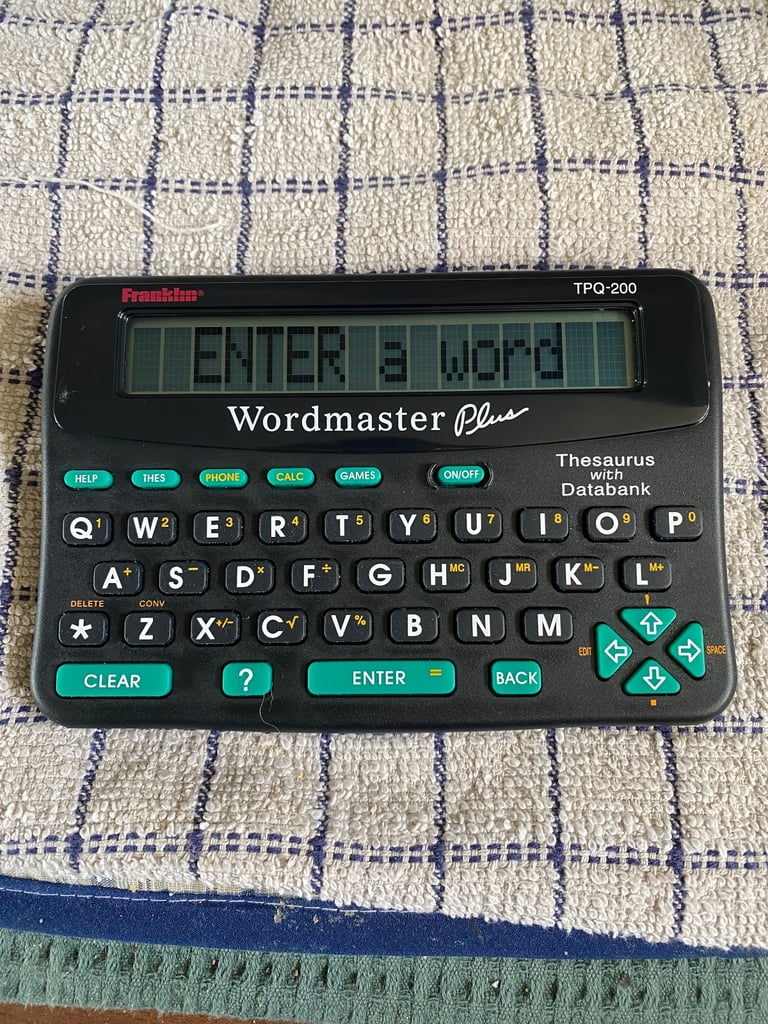 Franklin® TPQ-200
ENTER a word
Wordmaster Plus
HELP THES PHONE CALC GAMES ON/OFF
Thesaurus
with
Databank
Q1 W2 E3 R4 T5 Y6 U7 I8 O9 P0
A+ S− D× F÷ G HMC JMR KM− LM+
DELETE CONV '
* Z X+/− C√ V% B N M
EDIT SPACE
CLEAR ? ENTER = BACK